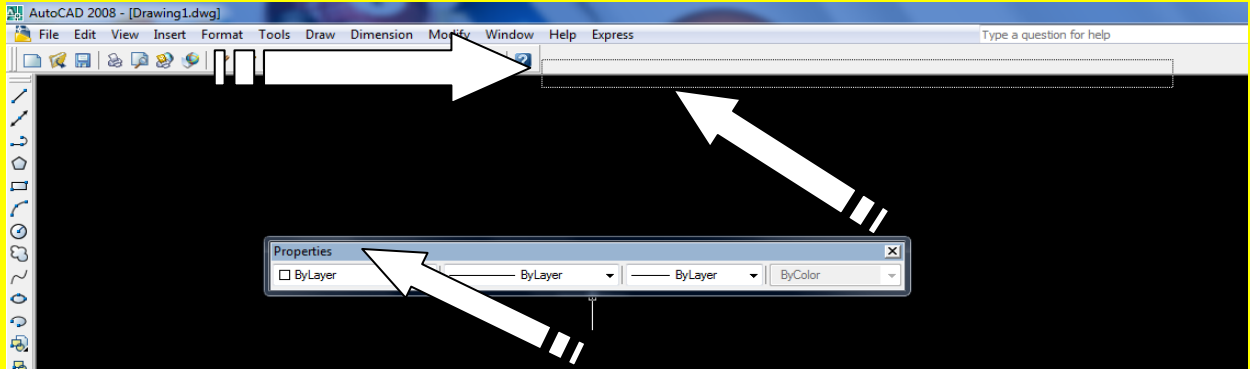 AutoCAD 2008 - [Drawing1.dwg]
File Edit View Insert Format Tools Draw Dimension Modify Window Help Express Type a question for help
Properties
ByLayer ByLayer ByLayer ByColor